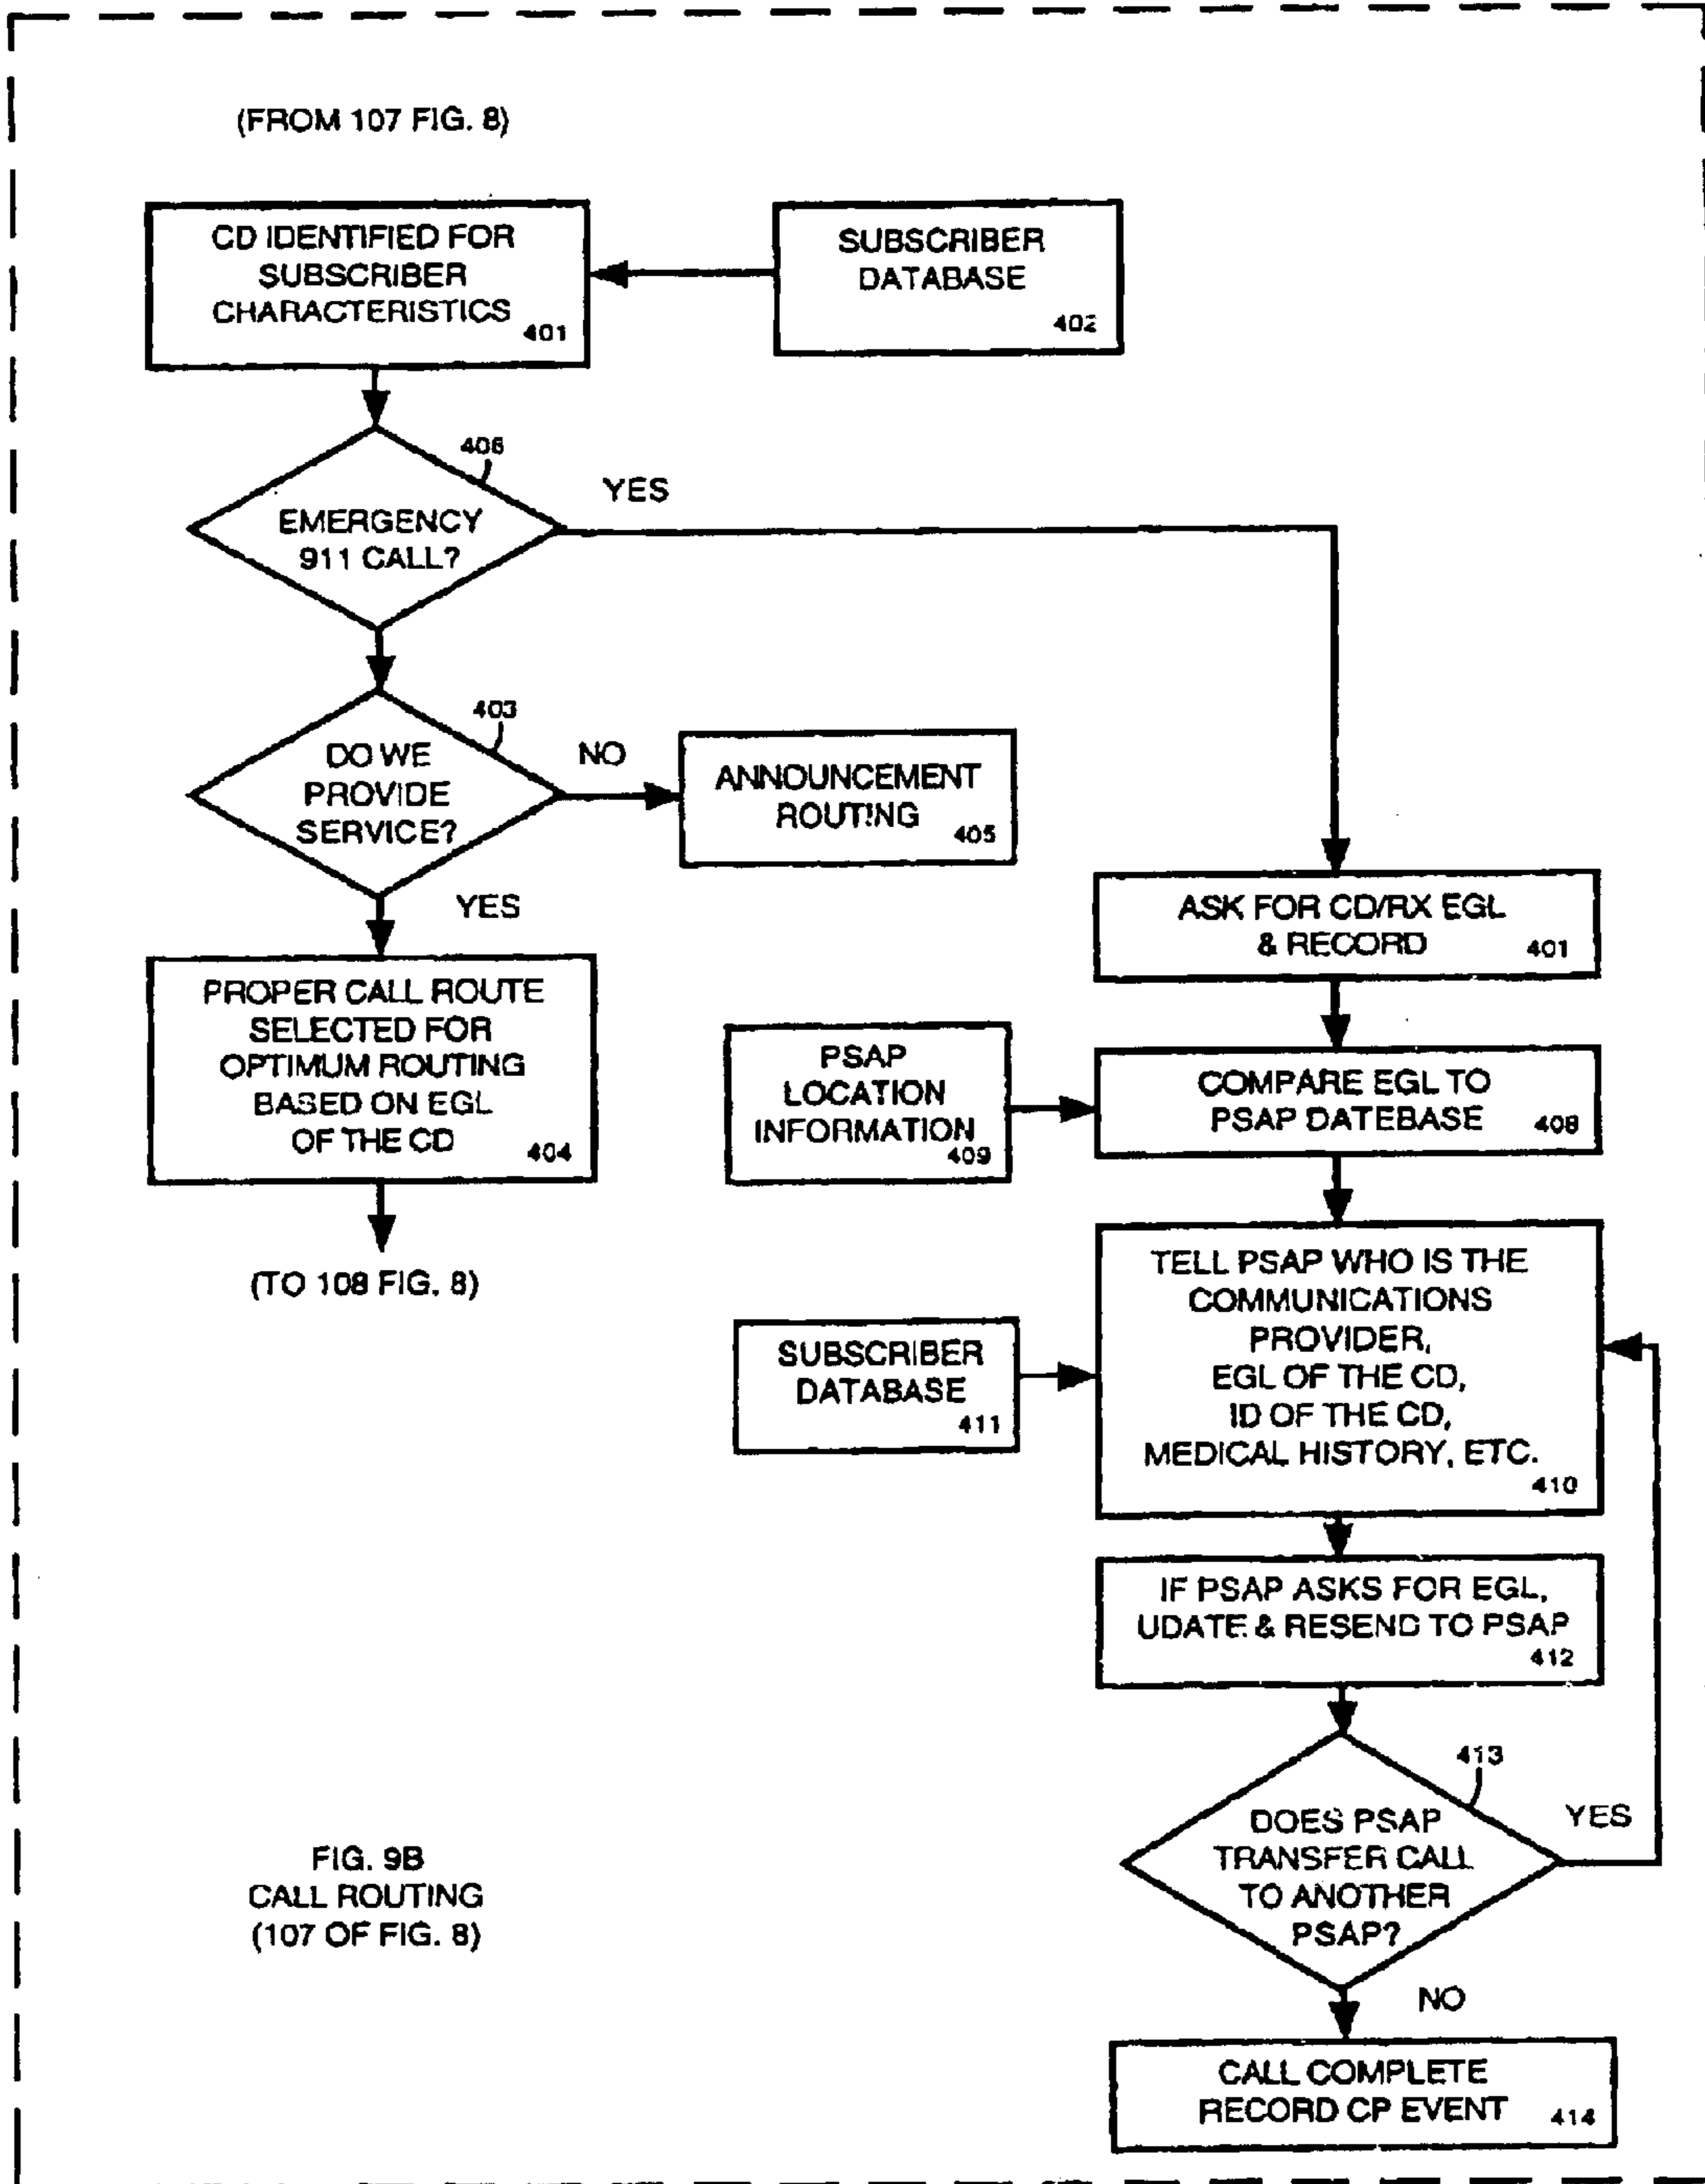 (FROM 107 FIG. 8)
CD IDENTIFIED FOR
SUBSCRIBER
CHARACTERISTICS
401
SUBSCRIBER
DATABASE
402
406
EMERGENCY
911 CALL?
YES
403
DO WE
PROVIDE
SERVICE?
NO
ANNOUNCEMENT
ROUTING
405
YES
PROPER CALL ROUTE
SELECTED FOR
OPTIMUM ROUTING
BASED ON EGL
OF THE CD
404
(TO 108 FIG. 8)
ASK FOR CD/RX EGL
& RECORD
401
PSAP
LOCATION
INFORMATION
409
COMPARE EGL TO
PSAP DATEBASE
408
SUBSCRIBER
DATABASE
411
TELL PSAP WHO IS THE
COMMUNICATIONS
PROVIDER,
EGL OF THE CD,
ID OF THE CD,
MEDICAL HISTORY, ETC.
410
IF PSAP ASKS FOR EGL,
UDATE & RESEND TO PSAP
412
413
DOES PSAP
TRANSFER CALL
TO ANOTHER
PSAP?
YES
NO
CALL COMPLETE
RECORD CP EVENT
414
FIG. 9B
CALL ROUTING
(107 OF FIG. 8)